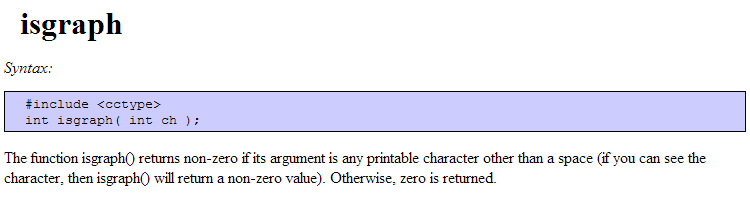 isgraph
Syntax:
#include <cctype>
int isgraph( int ch );
The function isgraph() returns non-zero if its argument is any printable character other than a space (if you can see the
character, then isgraph() will return a non-zero value). Otherwise, zero is returned.